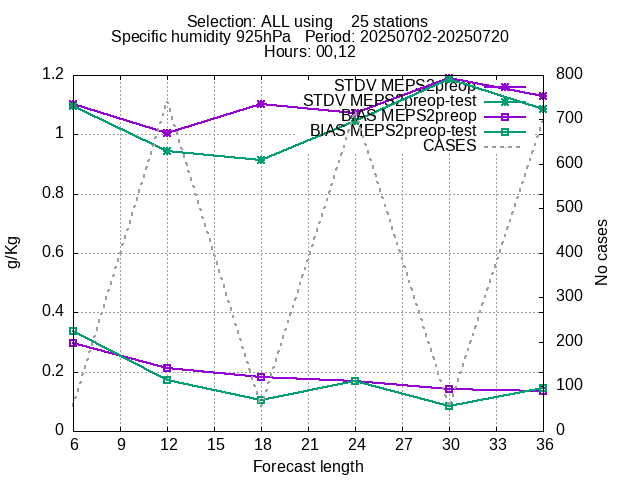 Selection: ALL using    25 stations
Specific humidity 925hPa   Period: 20250702-20250720
Hours: 00,12
STDV MEPS2preop
STDV MEPS2preop-test
BIAS MEPS2preop
BIAS MEPS2preop-test
CASES
1.2
1
0.8
0.6
0.4
0.2
0
g/Kg
800
700
600
500
400
300
200
100
0
No cases
6 9 12 15 18 21 24 27 30 33 36
Forecast length